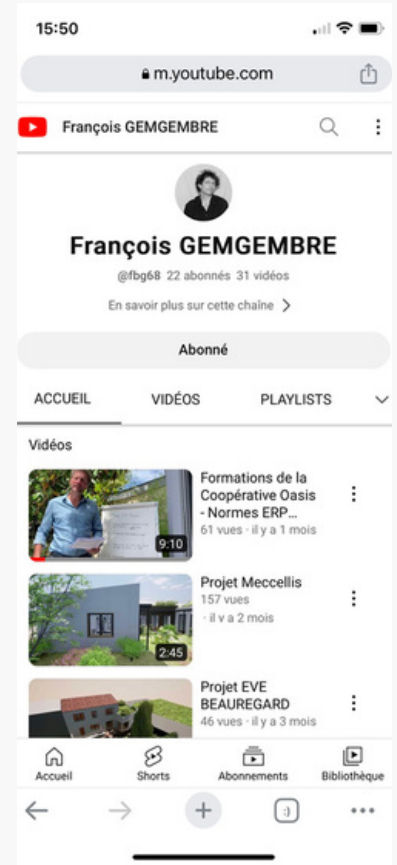 15:50
m.youtube.com
François GEMGEMBRE
François GEMGEMBRE
@fbg68 22 abonnés 31 vidéos
En savoir plus sur cette chaîne >
Abonné
ACCUEIL VIDÉOS PLAYLISTS
Vidéos
Formations de la
Coopérative Oasis
- Normes ERP...
61 vues · il y a 1 mois
9:10
Projet Meccellis
157 vues
· il y a 2 mois
2:45
Projet EVE
BEAUREGARD
46 vues · il y a 3 mois
Accueil Shorts Abonnements Bibliothèque
:)